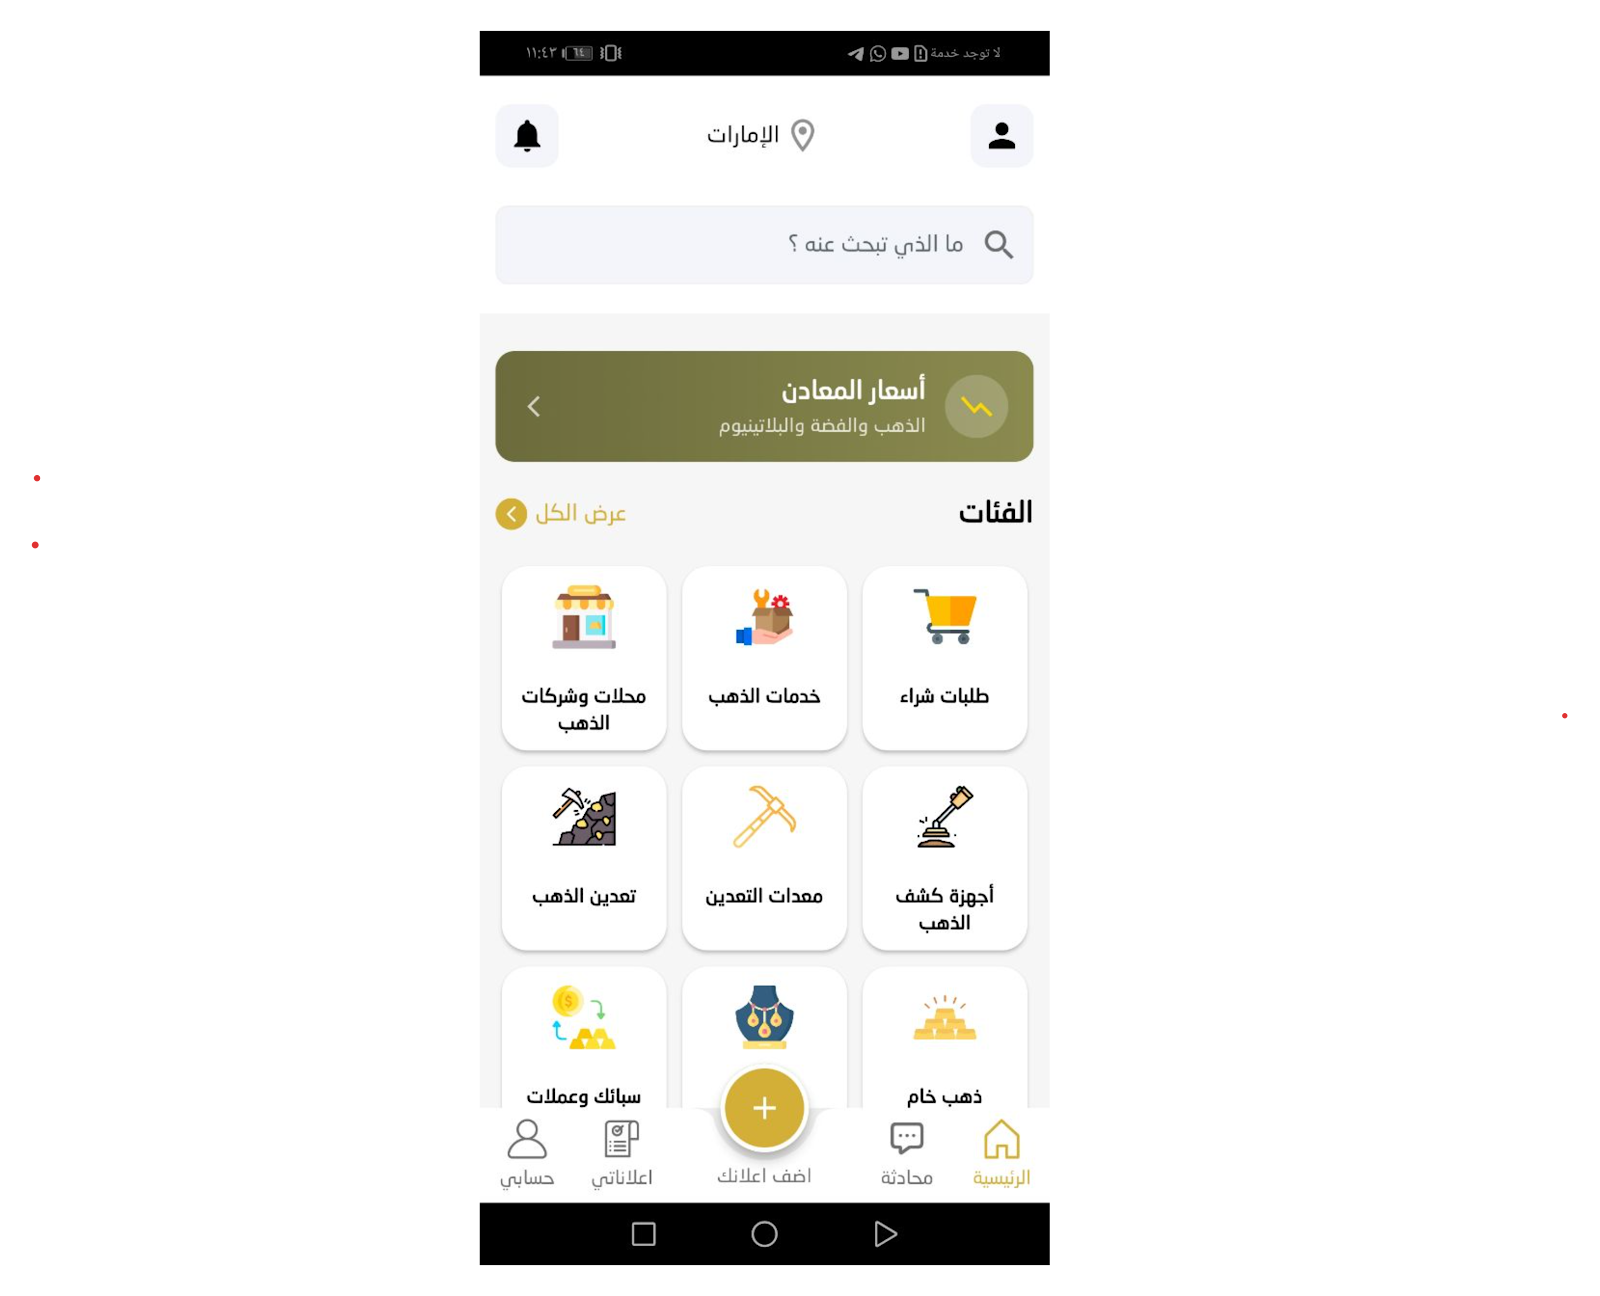 لا توجد خدمة
٦٤
١١:٤٣
الإمارات
ما الذي تبحث عنه ؟
أسعار المعادن
الذهب والفضة والبلاتينيوم
الفئات
عرض الكل
طلبات شراء
خدمات الذهب
محلات وشركات
الذهب
أجهزة كشف
الذهب
معدات التعدين
تعدين الذهب
ذهب خام
سبائك وعملات
الرئيسية
محادثة
اضف اعلانك
اعلاناتي
حسابي